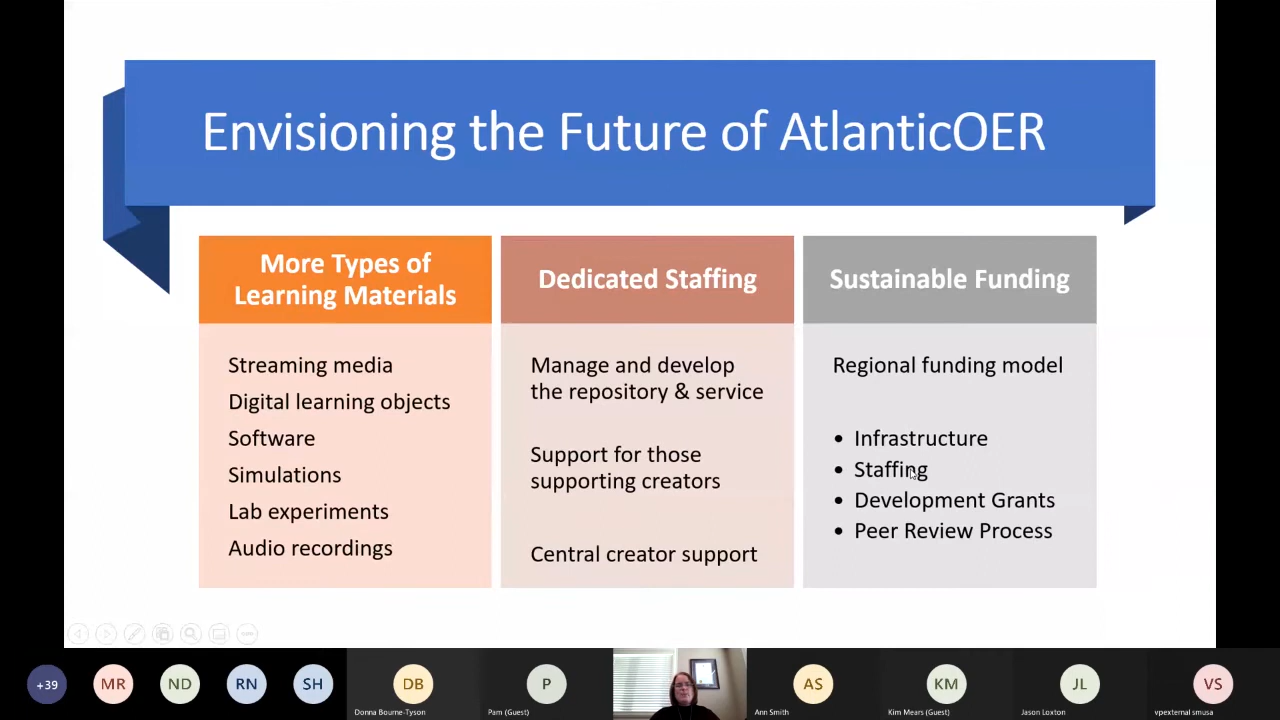 Envisioning the Future of AtlanticOER
More Types of
Learning Materials
Streaming media
Digital learning objects
Software
Simulations
Lab experiments
Audio recordings
Dedicated Staffing
Manage and develop
the repository & service
Support for those
supporting creators
Central creator support
Sustainable Funding
Regional funding model
• Infrastructure
• Staffing
• Development Grants
• Peer Review Process
+39
MR
ND
RN
SH
DB
Donna Bourne-Tyson
P
Pam (Guest)
AS
Ann Smith
KM
Kim Mears (Guest)
JL
Jason Loxton
VS
vpexternal smusa